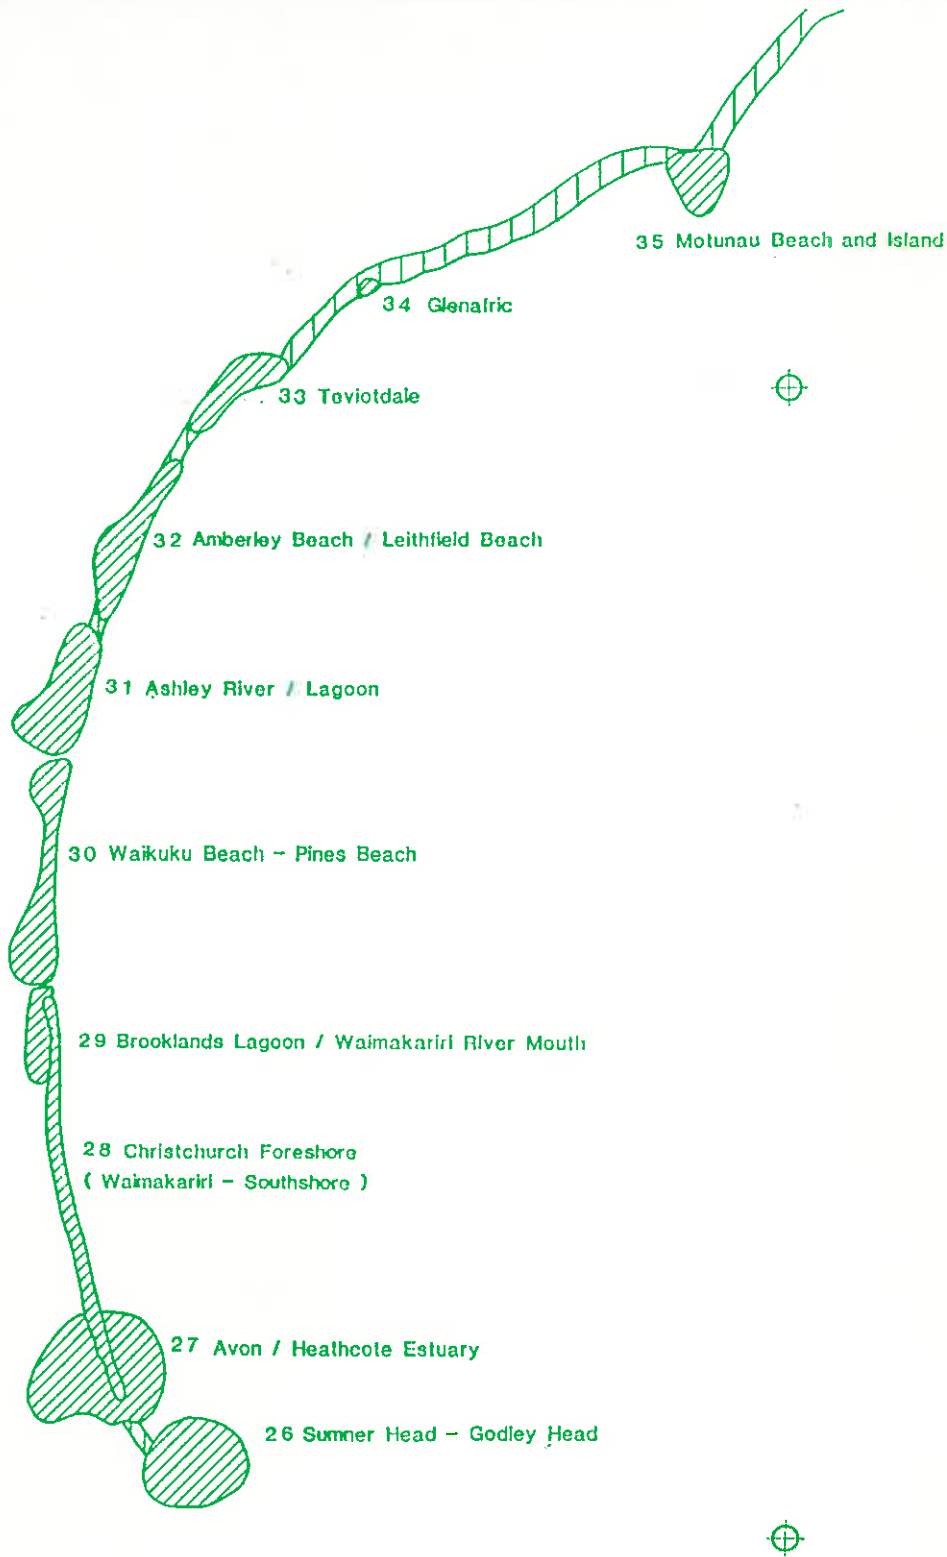 35 Motunau Beach and Island
34 Glenafric
33 Teviotdale
32 Amberley Beach / Leithfield Beach
31 Ashley River / Lagoon
30 Waikuku Beach - Pines Beach
29 Brooklands Lagoon / Waimakariri River Mouth
28 Christchurch Foreshore
( Waimakariri - Southshore )
27 Avon / Heathcote Estuary
26 Sumner Head - Godley Head